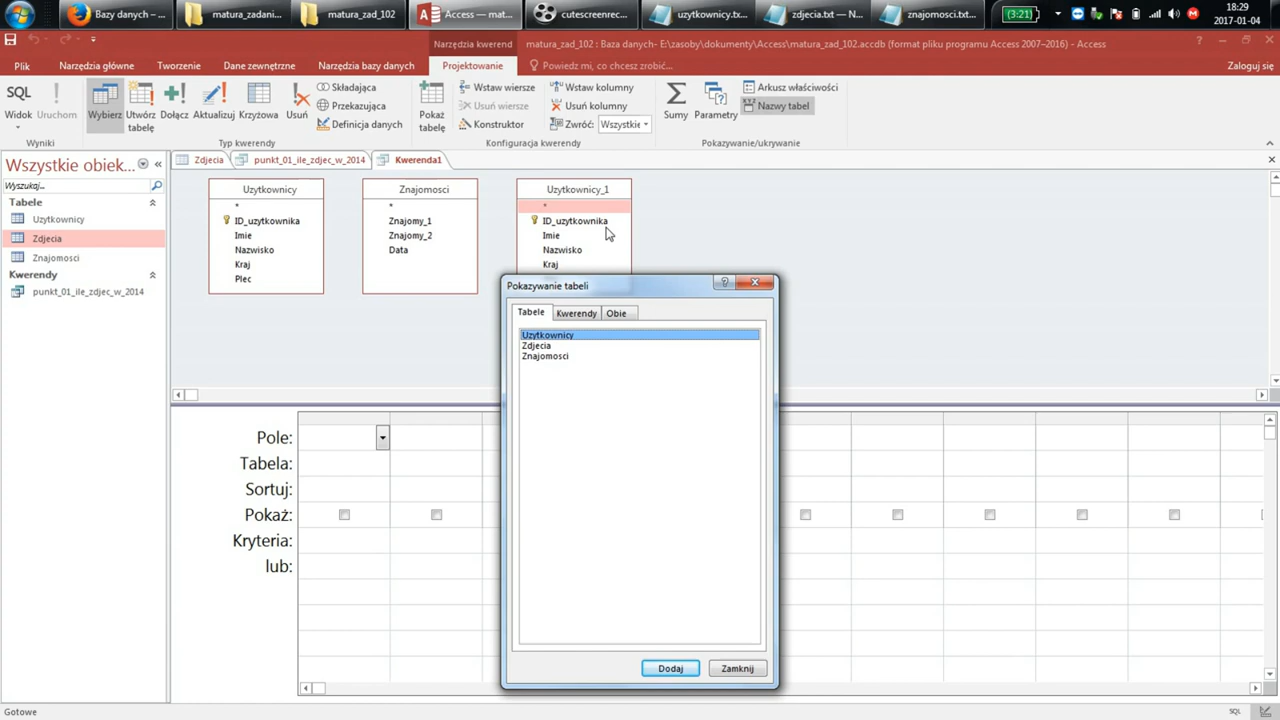 Bazy danych –...
matura_zadani...
matura_zad_102
Access — mat...
cutescreenrec...
uzytkownicy.tx...
zdjecia.txt — N...
znajomosci.txt...
(3:21)
18:29
2017-01-04
Narzędzia kwerend
matura_zad_102 : Baza danych- E:\zasoby\dokumenty\Access\matura_zad_102.accdb (format pliku programu Access 2007–2016) - Access
Plik
Narzędzia główne
Tworzenie
Dane zewnętrzne
Narzędzia bazy danych
Projektowanie
Powiedz mi, co chcesz zrobić...
Zaloguj się
SQL
Widok
Uruchom
Wybierz
Utwórz tabelę
Dołącz
Aktualizuj
Krzyżowa
Usuń
Składająca
Przekazująca
Definicja danych
Pokaż tabelę
Wstaw wiersze
Usuń wiersze
Konstruktor
Wstaw kolumny
Usuń kolumny
Zwróć: Wszystkie
Sumy
Parametry
Arkusz właściwości
Nazwy tabel
Wyniki
Typ kwerendy
Konfiguracja kwerendy
Pokazywanie/ukrywanie
Wszystkie obiek...
Wyszukaj...
Tabele
Uzytkownicy
Zdjecia
Znajomosci
Kwerendy
punkt_01_ile_zdjec_w_2014
Zdjecia
punkt_01_ile_zdjec_w_2014
Kwerenda1
Uzytkownicy
*
ID_uzytkownika
Imie
Nazwisko
Kraj
Plec
Znajomosci
*
Znajomy_1
Znajomy_2
Data
Uzytkownicy_1
*
ID_uzytkownika
Imie
Nazwisko
Kraj
Pokazywanie tabeli
Tabele
Kwerendy
Obie
Uzytkownicy
Zdjecia
Znajomosci
Dodaj
Zamknij
Pole:
Tabela:
Sortuj:
Pokaż:
Kryteria:
lub:
Gotowe
SQL